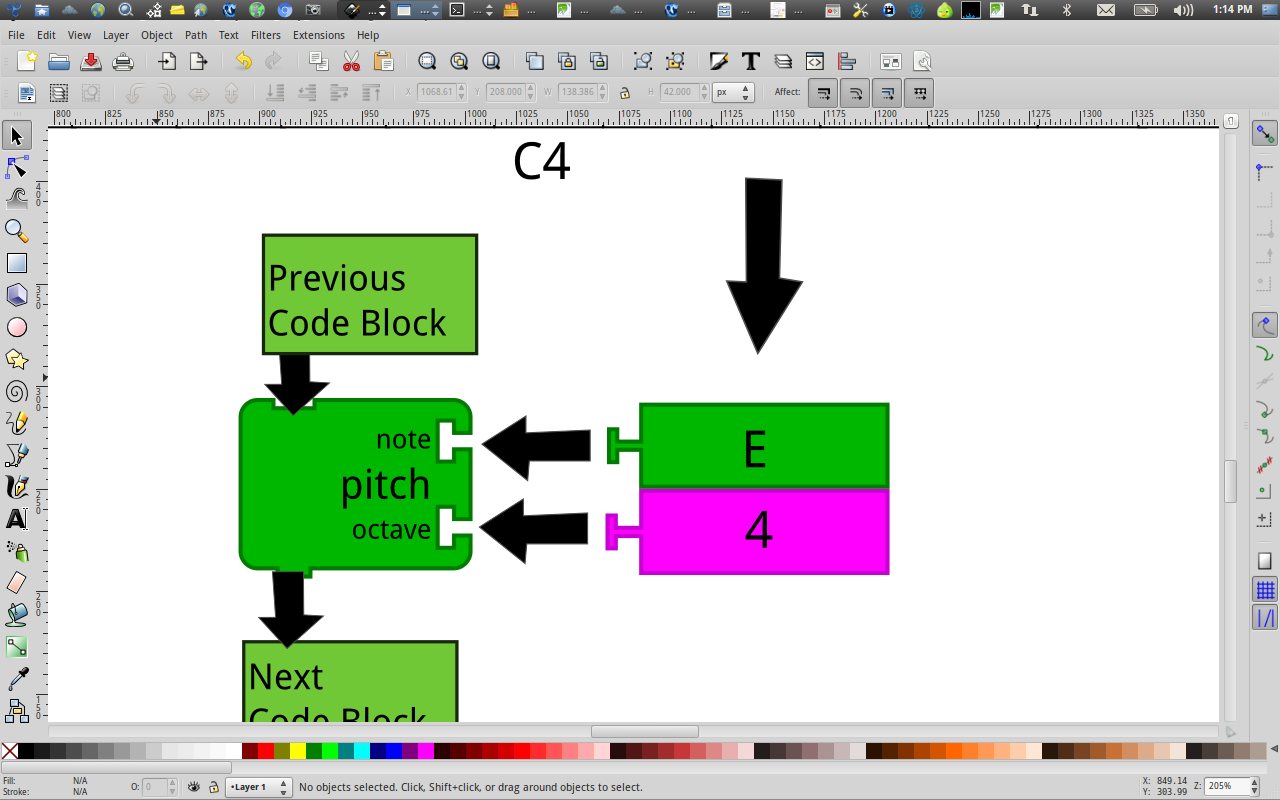 1:14 PM
File Edit View Layer Object Path Text Filters Extensions Help
X 1068.61 Y 208.000 W 138.386 H 42.000 px Affect:
800 825 850 875 900 925 950 975 1000 1025 1050 1075 1100 1125 1150 1175 1200 1225 1250 1275 1300 1325 1350
C4
Previous
Code Block
note
pitch
octave
E
4
Next
Code Block
Fill: N/A
Stroke: N/A
O: 0
•Layer 1
No objects selected. Click, Shift+click, or drag around objects to select.
X: 849.14
Y: 303.99
Z: 205%